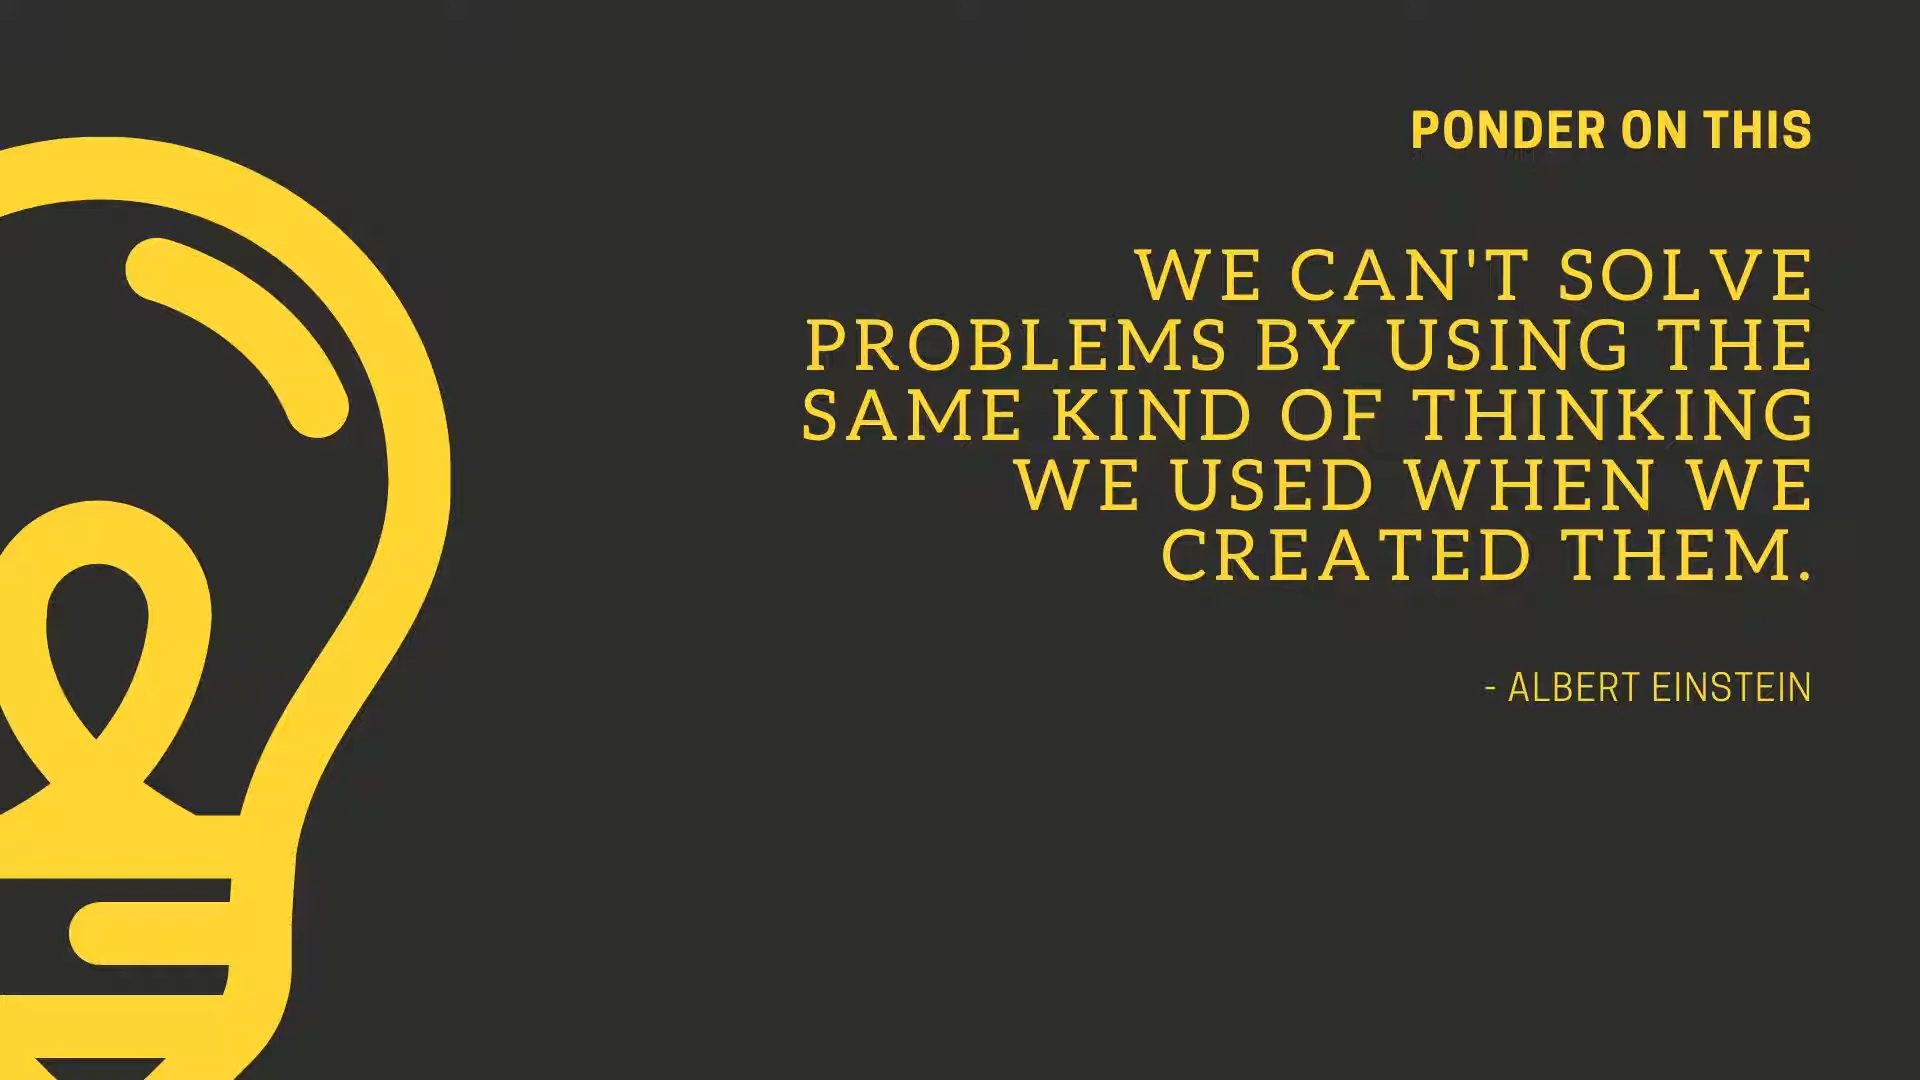 PONDER ON THIS
WE CAN'T SOLVE
PROBLEMS BY USING THE
SAME KIND OF THINKING
WE USED WHEN WE
CREATED THEM.
- ALBERT EINSTEIN